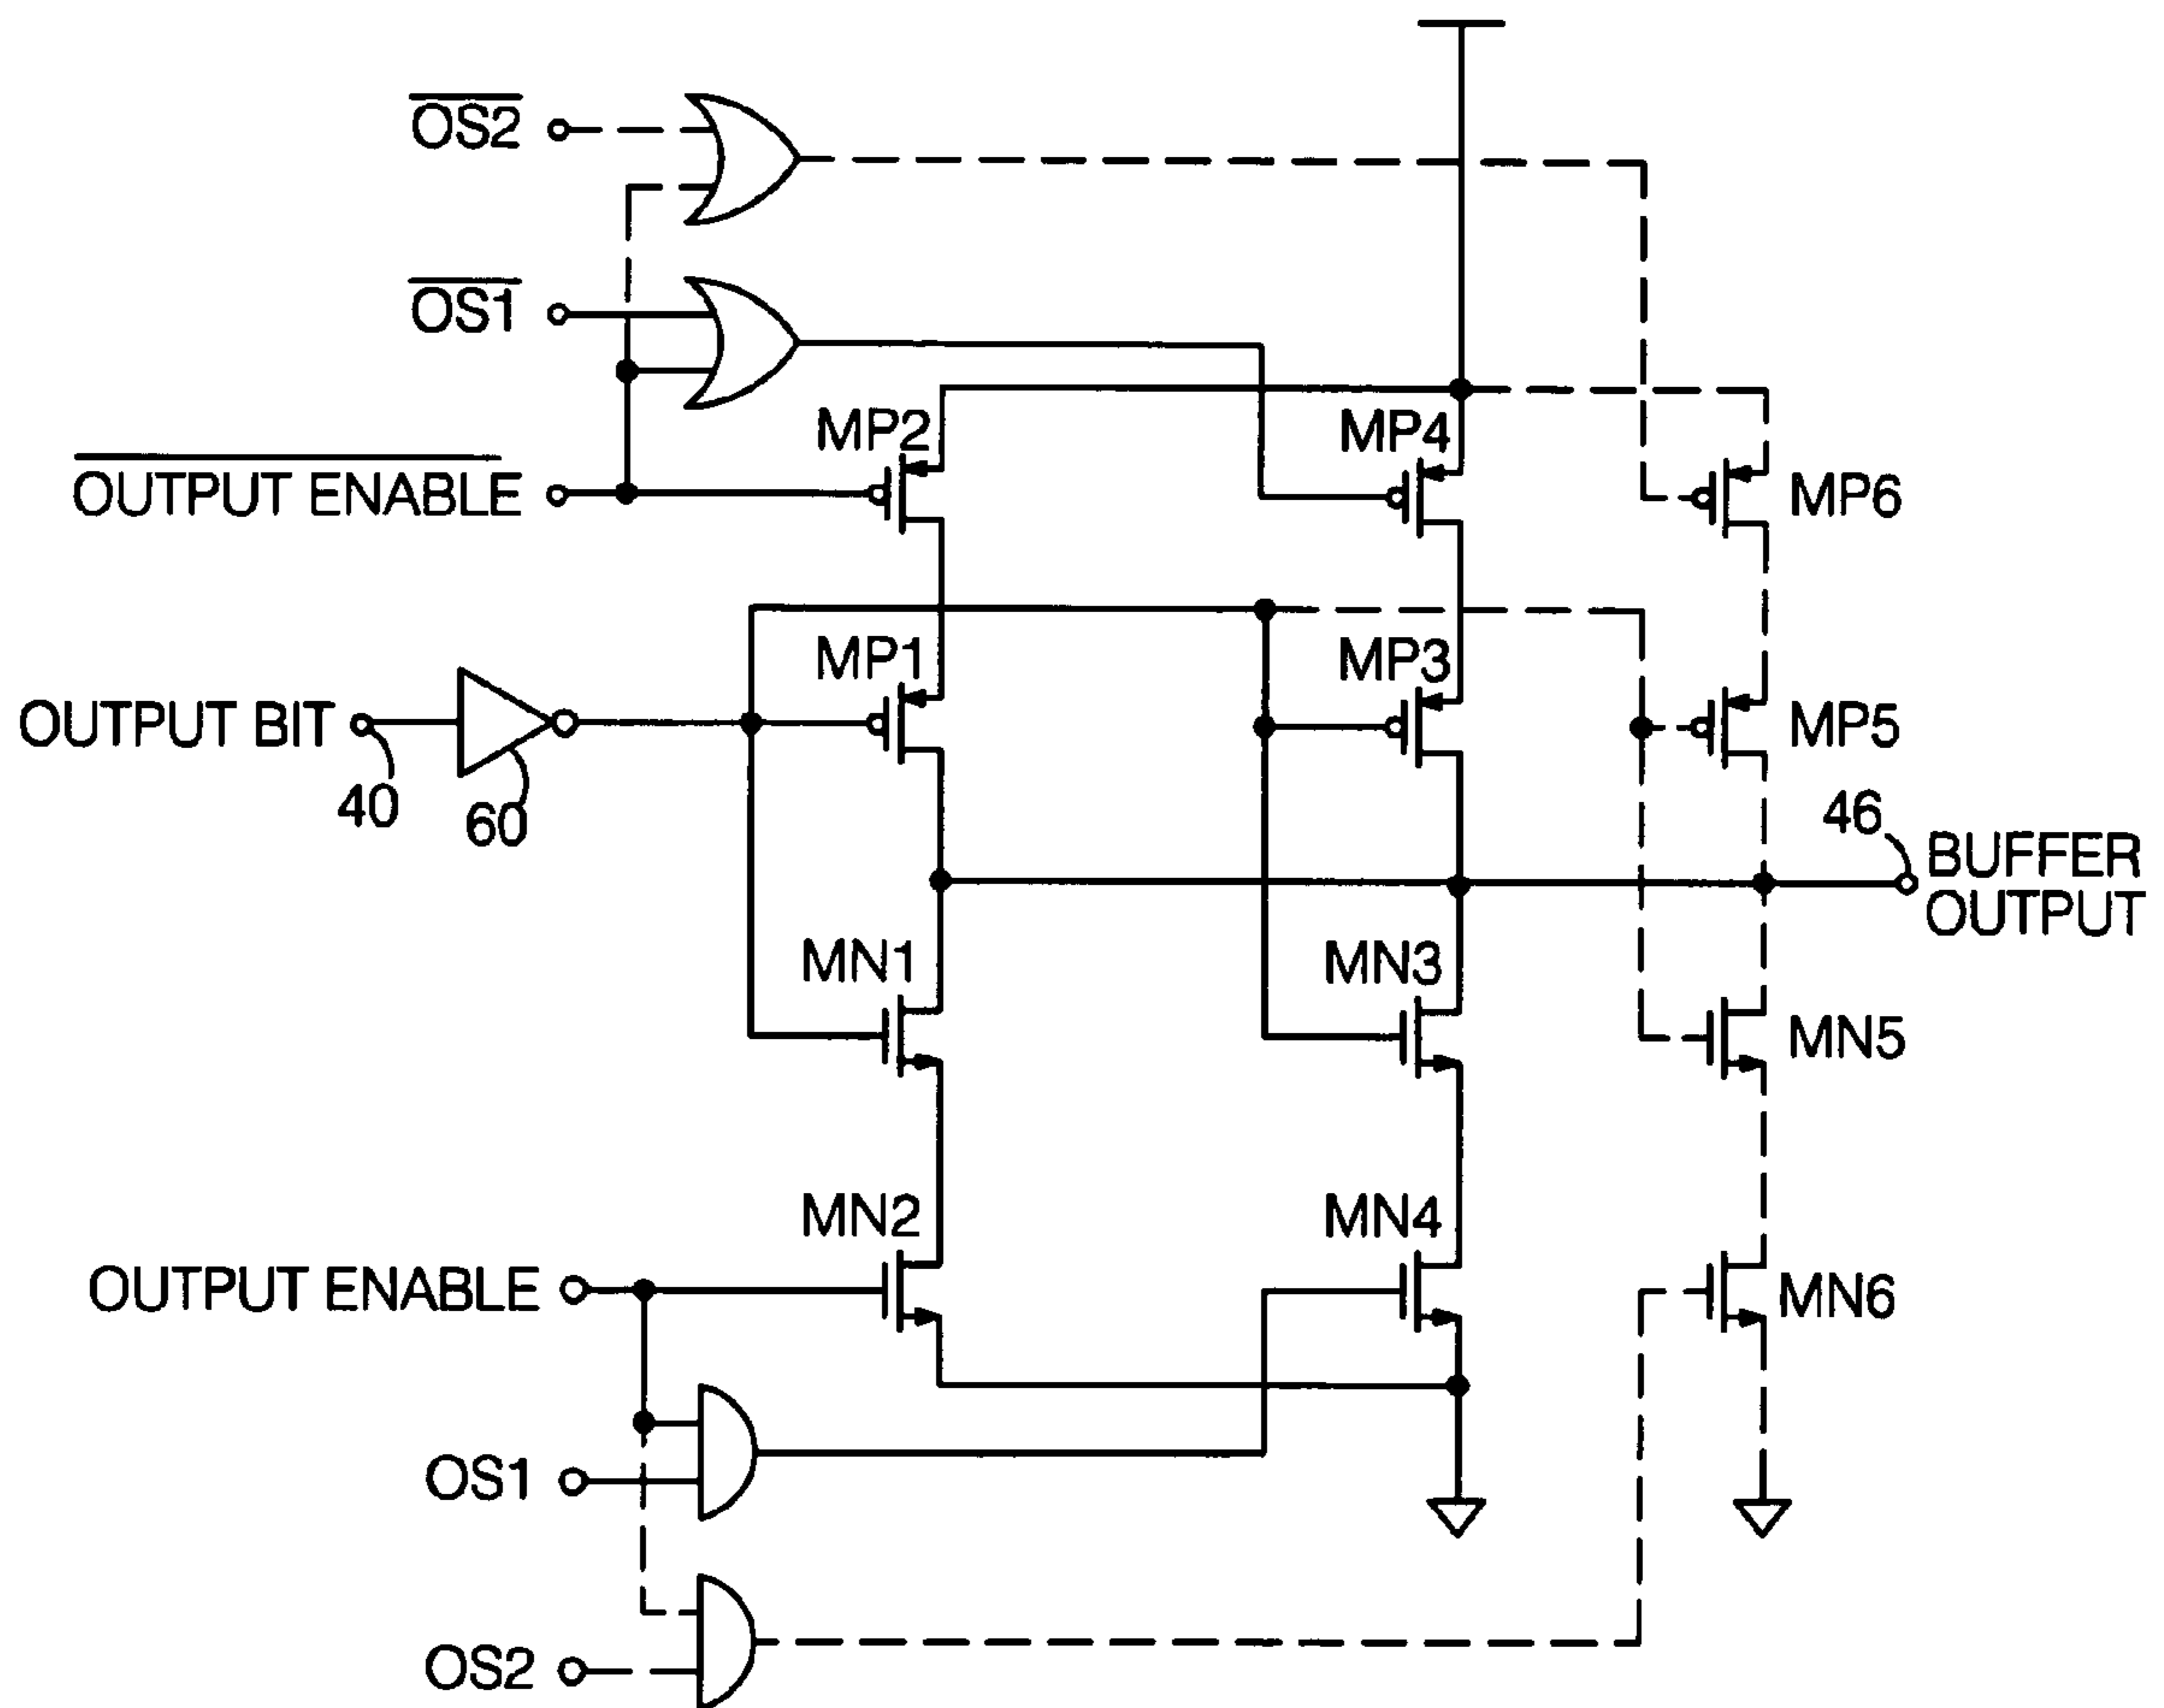 OS2
OS1
MP2
MP4
OUTPUT ENABLE
MP6
MP1
MP3
OUTPUT BIT
MP5
40
60
46
BUFFER
OUTPUT
MN1
MN3
MN5
MN2
MN4
OUTPUT ENABLE
MN6
OS1
OS2